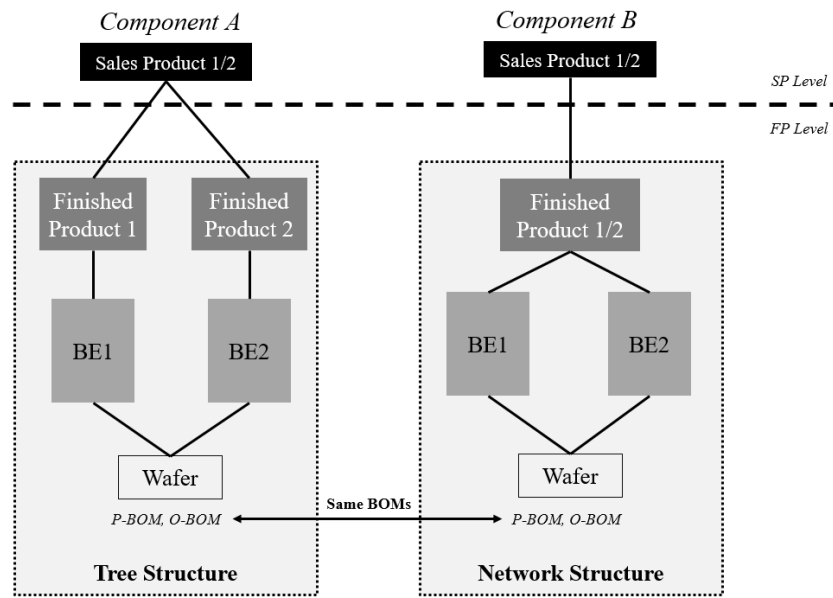 Component A
Component B
Sales Product 1/2
Sales Product 1/2
SP Level
FP Level
Finished
Product 1
Finished
Product 2
Finished
Product 1/2
BE1
BE2
BE1
BE2
Wafer
Wafer
Same BOMs
P-BOM, O-BOM
P-BOM, O-BOM
Tree Structure
Network Structure